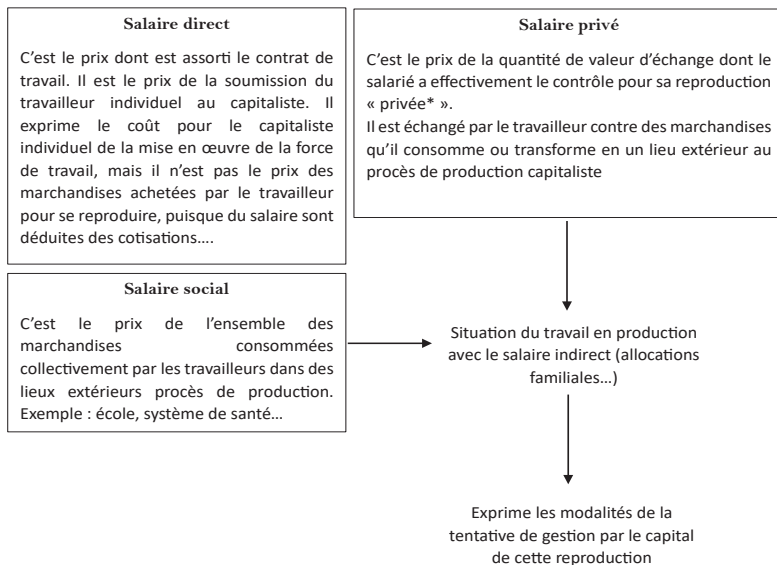 Salaire direct
C’est le prix dont est assorti le contrat de
travail. Il est le prix de la soumission du
travailleur individuel au capitaliste. Il
exprime le coût pour le capitaliste
individuel de la mise en œuvre de la force
de travail, mais il n’est pas le prix des
marchandises achetées par le travailleur
pour se reproduire, puisque du salaire sont
déduites des cotisations….
Salaire privé
C’est le prix de la quantité de valeur d’échange dont le
salarié a effectivement le contrôle pour sa reproduction
« privée* ».
Il est échangé par le travailleur contre des marchandises
qu’il consomme ou transforme en un lieu extérieur au
procès de production capitaliste
Salaire social
C’est le prix de l’ensemble des
marchandises consommées
collectivement par les travailleurs dans des
lieux extérieurs procès de production.
Exemple : école, système de santé…
Situation du travail en production
avec le salaire indirect (allocations
familiales…)
Exprime les modalités de la
tentative de gestion par le capital
de cette reproduction